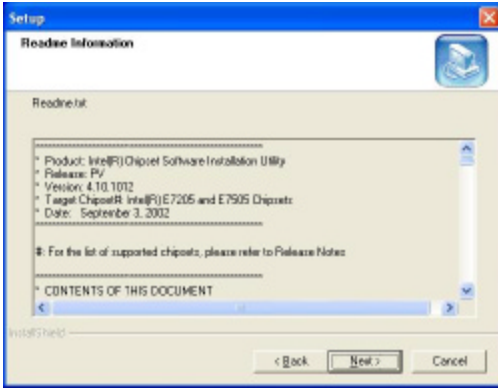 Setup
Readme Information
Readme.txt
************************************************************
* Product: Intel(R) Chipset Software Installation Utility
* Release: PV
* Version: 4.10.1012
* Target Chipset#: Intel(R) E7205 and E7505 Chipsets
* Date: September 3, 2002
************************************************************
#: For the list of supported chipsets, please refer to Release Notes
************************************************************
* CONTENTS OF THIS DOCUMENT
InstallShield
< Back
Next >
Cancel